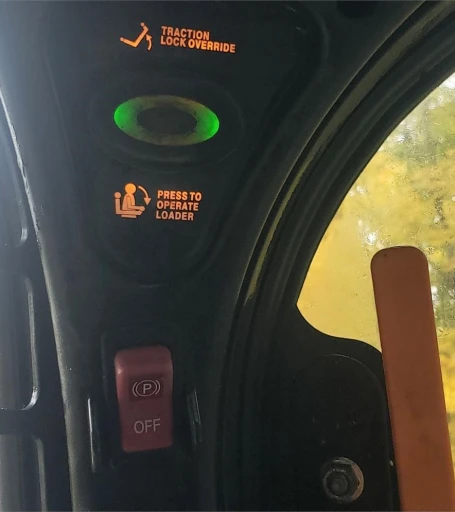 TRACTION
LOCK OVERRIDE
PRESS TO
OPERATE
LOADER
(P)
OFF